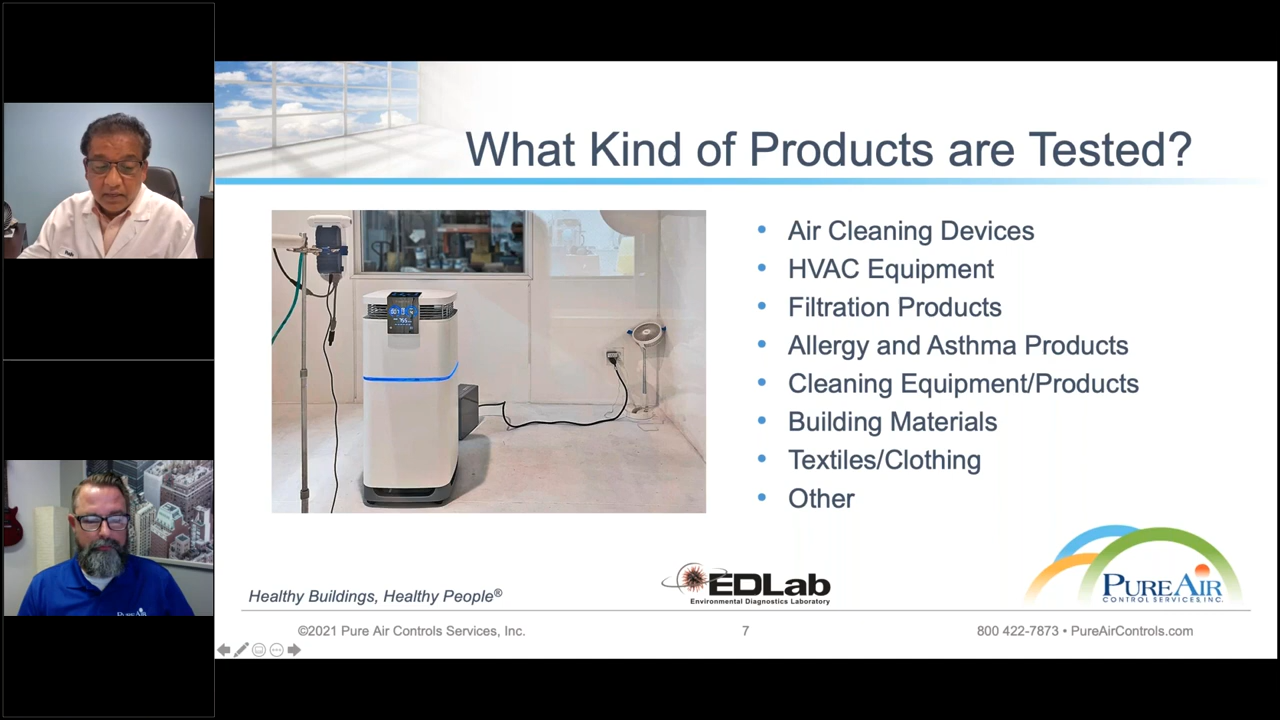 What Kind of Products are Tested?
• Air Cleaning Devices
• HVAC Equipment
• Filtration Products
• Allergy and Asthma Products
• Cleaning Equipment/Products
• Building Materials
• Textiles/Clothing
• Other
Healthy Buildings, Healthy People®
EDLab
Environmental Diagnostics Laboratory
PURE AIR
CONTROL SERVICES, INC.
©2021 Pure Air Controls Services, Inc.
7
800 422-7873 • PureAirControls.com